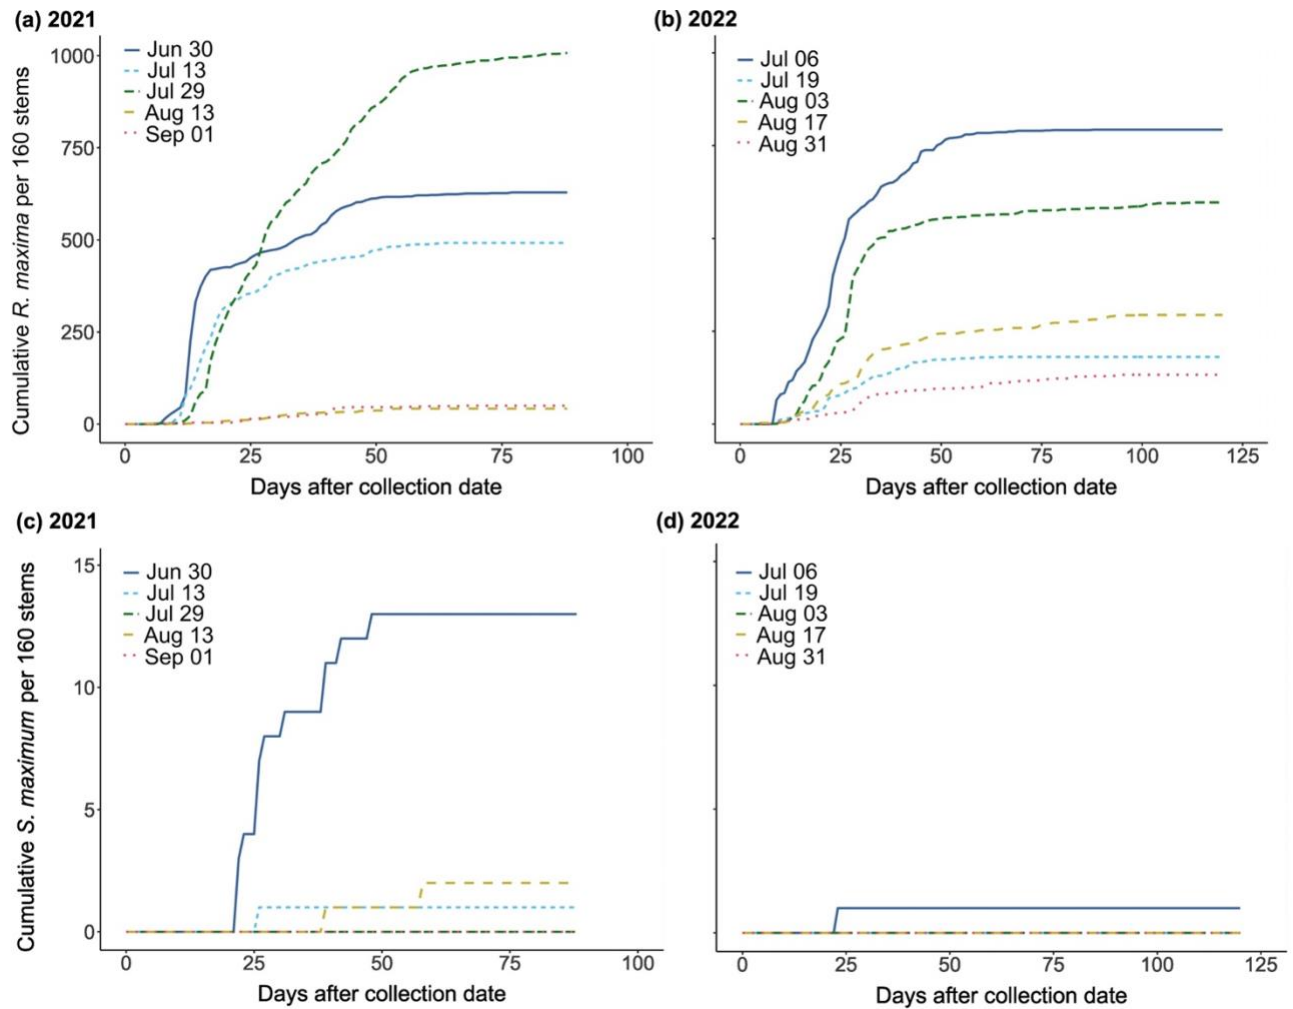 (a) 2021
Cumulative R. maxima per 160 stems
1000
750
500
250
0
Jun 30
Jul 13
Jul 29
Aug 13
Sep 01
0 25 50 75 100
Days after collection date
(b) 2022
Jul 06
Jul 19
Aug 03
Aug 17
Aug 31
0 25 50 75 100 125
Days after collection date
(c) 2021
Cumulative S. maximum per 160 stems
15
10
5
0
Jun 30
Jul 13
Jul 29
Aug 13
Sep 01
0 25 50 75 100
Days after collection date
(d) 2022
Jul 06
Jul 19
Aug 03
Aug 17
Aug 31
0 25 50 75 100 125
Days after collection date